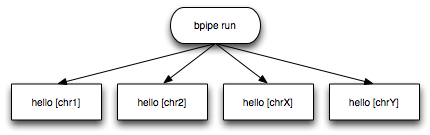 bpipe run
hello [chr1]
hello [chr2]
hello [chrX]
hello [chrY]